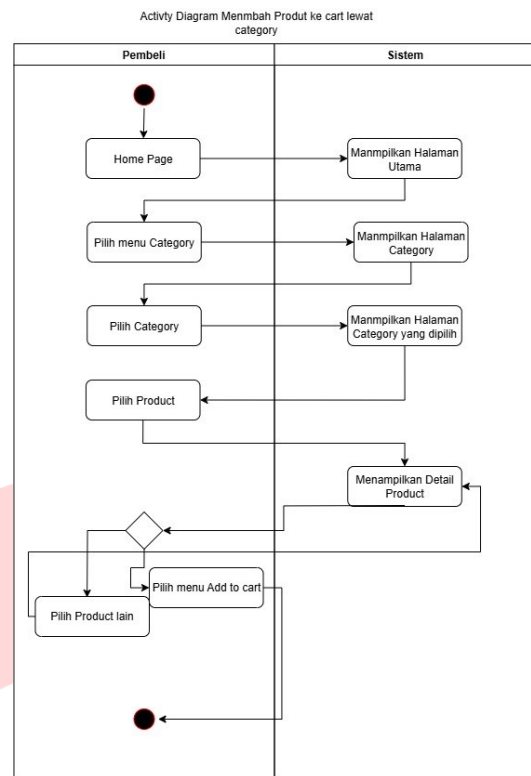 Activty Diagram Menmbah Produt ke cart lewat
category
Pembeli
Sistem
Home Page
Manmpilkan Halaman
Utama
Pilih menu Category
Manmpilkan Halaman
Category
Pilih Category
Manmpilkan Halaman
Category yang dipilih
Pilih Product
Menampilkan Detail
Product
Pilih menu Add to cart
Pilih Product lain